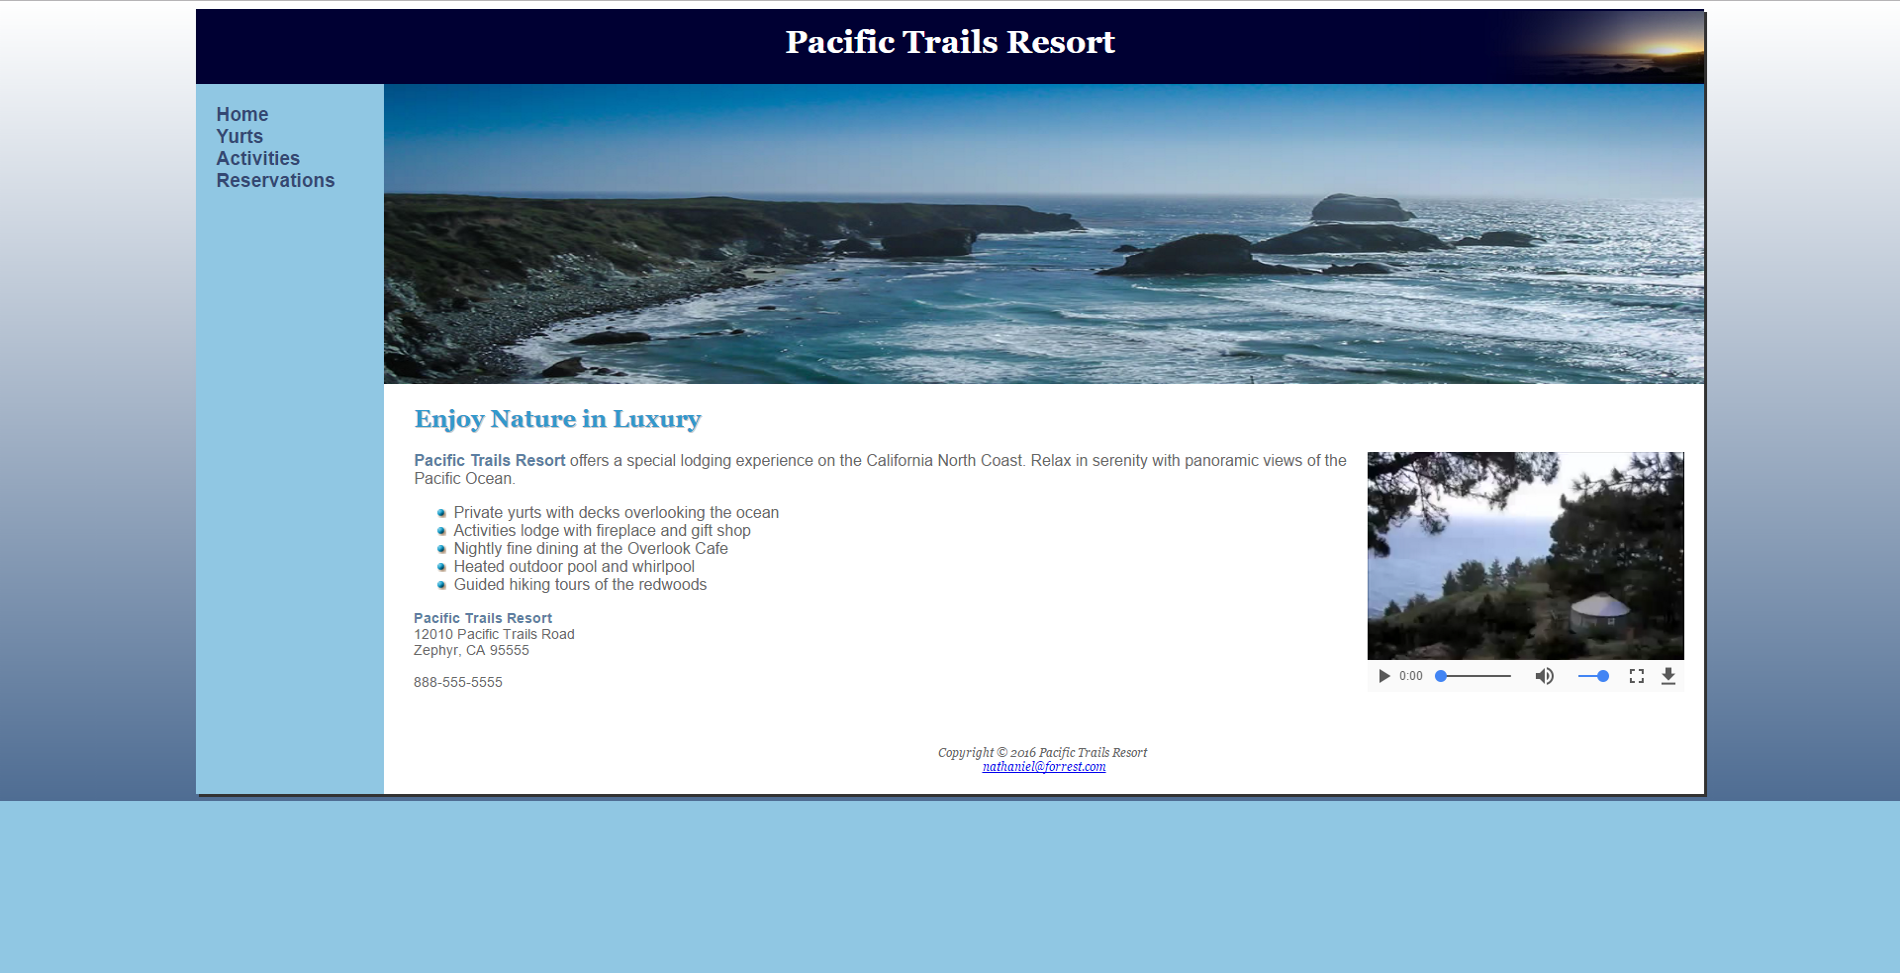 Pacific Trails Resort
Home
Yurts
Activities
Reservations
Enjoy Nature in Luxury
Pacific Trails Resort offers a special lodging experience on the California North Coast. Relax in serenity with panoramic views of the
Pacific Ocean.
Private yurts with decks overlooking the ocean
Activities lodge with fireplace and gift shop
Nightly fine dining at the Overlook Cafe
Heated outdoor pool and whirlpool
Guided hiking tours of the redwoods
Pacific Trails Resort
12010 Pacific Trails Road
Zephyr, CA 95555
888-555-5555
0:00
Copyright © 2016 Pacific Trails Resort
nathaniel@forrest.com